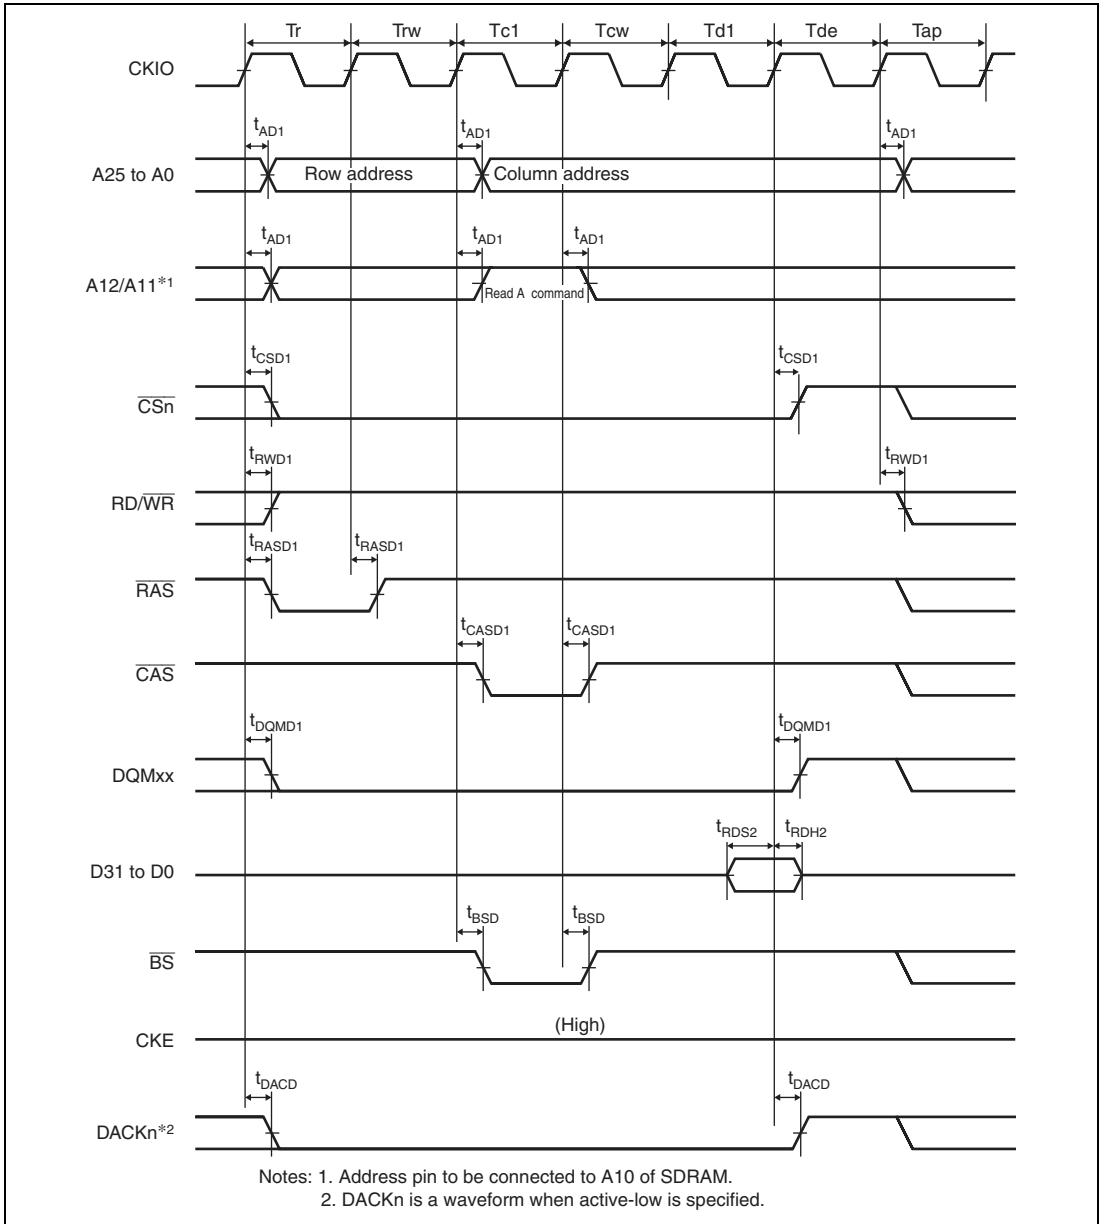 Tr Trw Tc1 Tcw Td1 Tde Tap
CKIO
tAD1 tAD1 tAD1
A25 to A0 Row address Column address
tAD1 tAD1 tAD1
A12/A11*1 Read A command
tCSD1 tCSD1
CSn
tRWD1 tRWD1
RD/WR
tRASD1 tRASD1
RAS
tCASD1 tCASD1
CAS
tDQMD1 tDQMD1
DQMxx
tRDS2 tRDH2
D31 to D0
tBSD tBSD
BS
(High)
CKE
tDACD tDACD
DACKn*2
Notes: 1. Address pin to be connected to A10 of SDRAM.
2. DACKn is a waveform when active-low is specified.